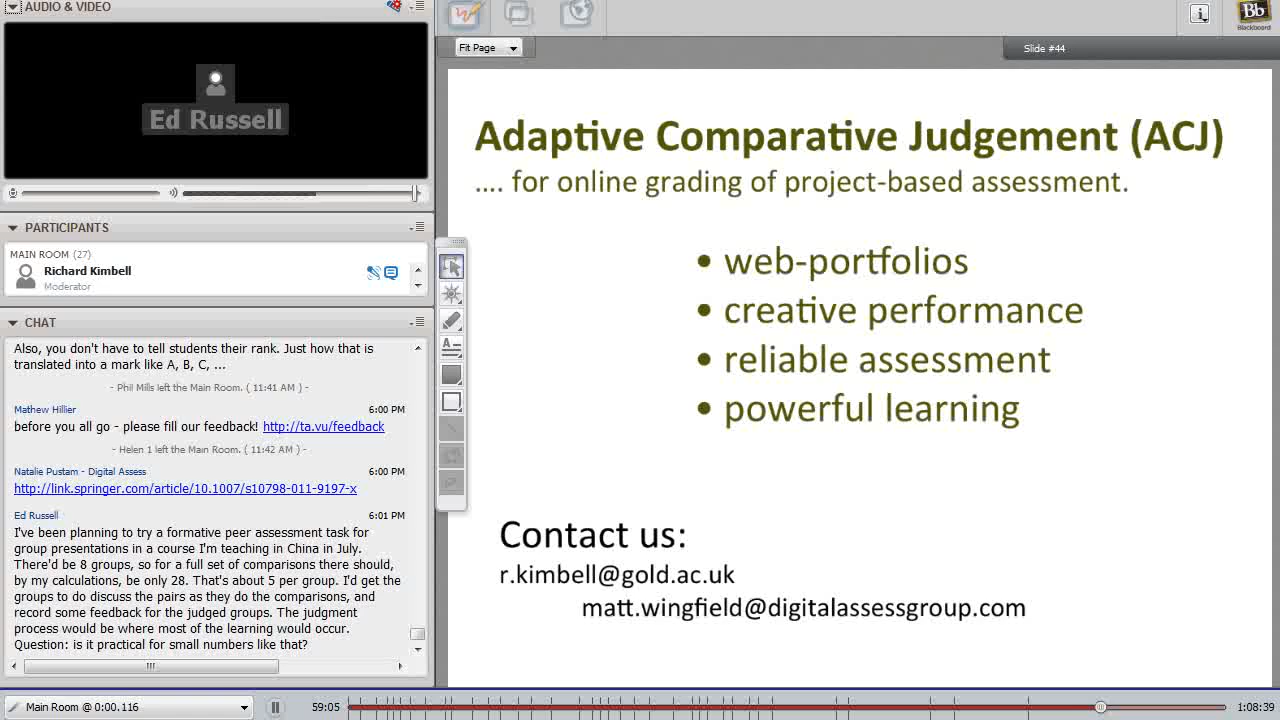 AUDIO & VIDEO
Ed Russell
PARTICIPANTS
MAIN ROOM (27)
Richard Kimbell
Moderator
CHAT
Also, you don't have to tell students their rank. Just how that is
translated into a mark like A, B, C, ...
- Phil Mills left the Main Room. ( 11:41 AM ) -
Mathew Hillier 6:00 PM
before you all go - please fill our feedback! http://ta.vu/feedback
- Helen 1 left the Main Room. ( 11:42 AM ) -
Natalie Pustam - Digital Assess 6:00 PM
http://link.springer.com/article/10.1007/s10798-011-9197-x
Ed Russell 6:01 PM
I've been planning to try a formative peer assessment task for
group presentations in a course I'm teaching in China in July.
There'd be 8 groups, so for a full set of comparisons there should,
by my calculations, be only 28. That's about 5 per group. I'd get the
groups to do discuss the pairs as they do the comparisons, and
record some feedback for the judged groups. The judgment
process would be where most of the learning would occur.
Question: is it practical for small numbers like that?
Main Room @ 0:00.116
59:05
1:08:39
Fit Page
Slide #44
Bb
Blackboard
Adaptive Comparative Judgement (ACJ)
.... for online grading of project-based assessment.
• web-portfolios
• creative performance
• reliable assessment
• powerful learning
Contact us:
r.kimbell@gold.ac.uk
matt.wingfield@digitalassessgroup.com